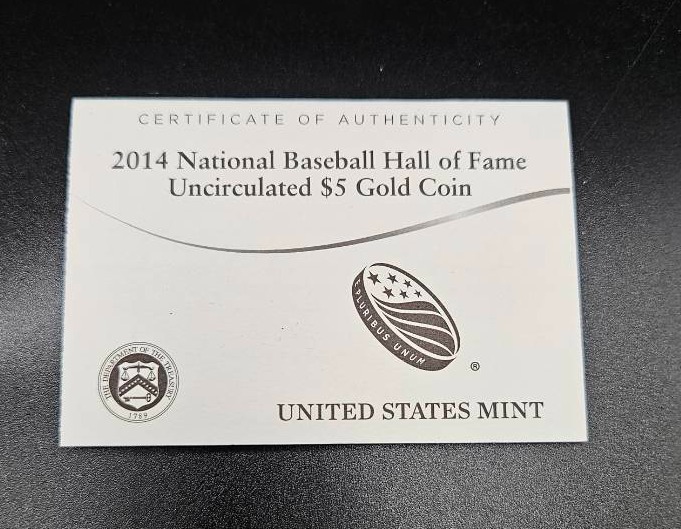 CERTIFICATE OF AUTHENTICITY
2014 National Baseball Hall of Fame
Uncirculated $5 Gold Coin
E PLURIBUS UNUM
®
THE DEPARTMENT OF THE TREASURY
1789
UNITED STATES MINT